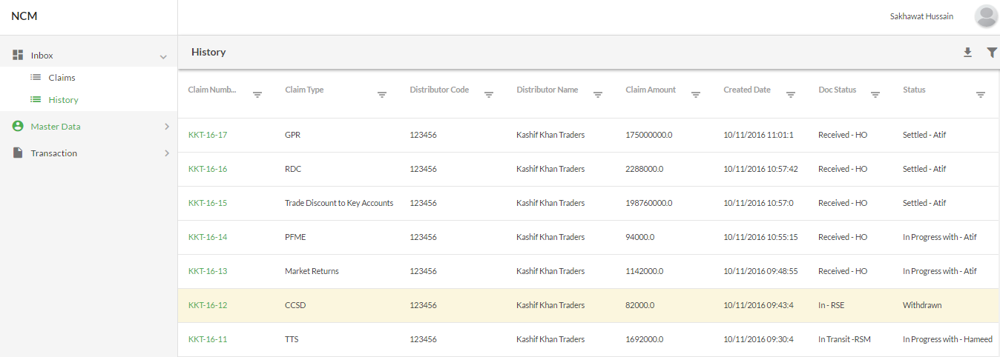 NCM
Sakhawat Hussain
Inbox
Claims
History
Master Data
Transaction
History
Claim Numb... Claim Type Distributor Code Distributor Name Claim Amount Created Date Doc Status Status
KKT-16-17 GPR 123456 Kashif Khan Traders 175000000.0 10/11/2016 11:01:1 Received - HO Settled - Atif
KKT-16-16 RDC 123456 Kashif Khan Traders 2288000.0 10/11/2016 10:57:42 Received - HO Settled - Atif
KKT-16-15 Trade Discount to Key Accounts 123456 Kashif Khan Traders 198760000.0 10/11/2016 10:57:0 Received - HO Settled - Atif
KKT-16-14 PFME 123456 Kashif Khan Traders 94000.0 10/11/2016 10:55:15 Received - HO In Progress with - Atif
KKT-16-13 Market Returns 123456 Kashif Khan Traders 1142000.0 10/11/2016 09:48:55 Received - HO In Progress with - Atif
KKT-16-12 CCSD 123456 Kashif Khan Traders 82000.0 10/11/2016 09:43:4 In - RSE Withdrawn
KKT-16-11 TTS 123456 Kashif Khan Traders 1692000.0 10/11/2016 09:30:4 In Transit -RSM In Progress with - Hameed